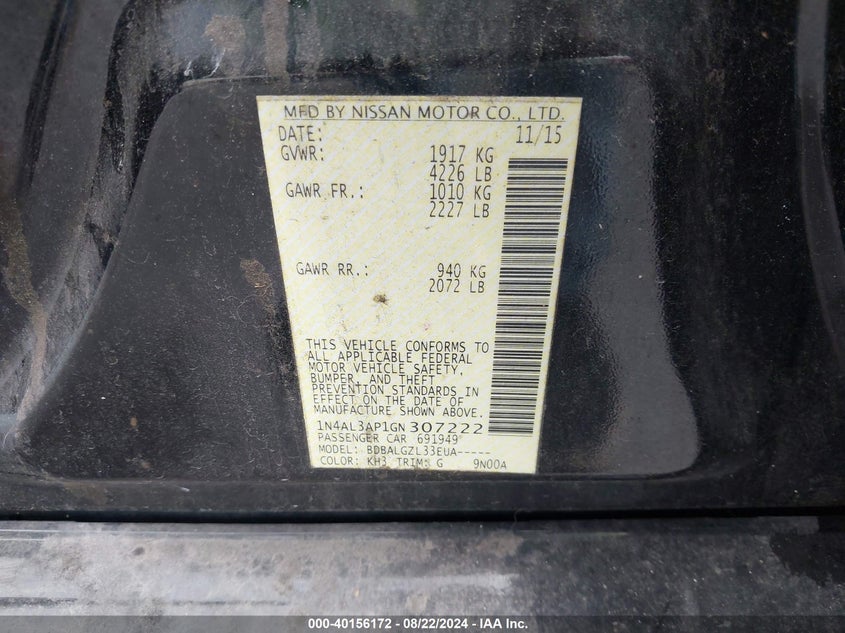 MFD BY NISSAN MOTOR CO., LTD.
DATE: 11/15
GVWR: 1917 KG
4226 LB
GAWR FR.: 1010 KG
2227 LB
GAWR RR.: 940 KG
2072 LB
THIS VEHICLE CONFORMS TO
ALL APPLICABLE FEDERAL
MOTOR VEHICLE SAFETY,
BUMPER, AND THEFT
PREVENTION STANDARDS IN
EFFECT ON THE DATE OF
MANUFACTURE SHOWN ABOVE.
1N4AL3AP1GN307222
PASSENGER CAR 691949
MODEL: BDBALGZL33EUA-----
COLOR: KH3 TRIM: G 9N00A
000-40156172 - 08/22/2024 - IAA Inc.